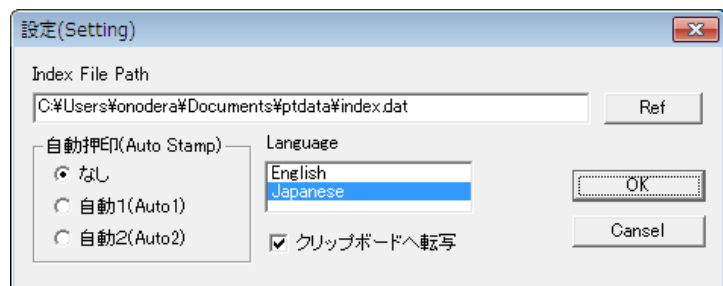 設定(Setting)
Index File Path
C:¥Users¥onodera¥Documents¥ptdata¥index.dat
Ref
自動押印(Auto Stamp)
なし
自動1(Auto1)
自動2(Auto2)
Language
English
Japanese
クリップボードへ転写
OK
Cansel